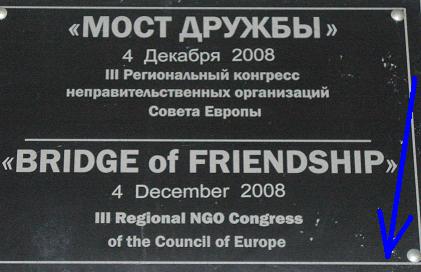 «МОСТ ДРУЖБЫ»
4 Декабря 2008
III Региональный конгресс
неправительственных организаций
Совета Европы
«BRIDGE of FRIENDSHIP»
4 December 2008
III Regional NGO Congress
of the Council of Europe